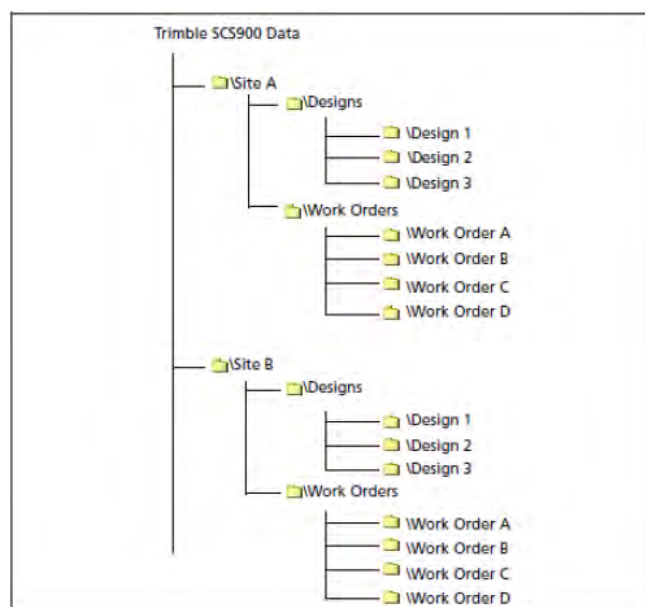 Trimble SCS900 Data
\Site A
\Designs
\Design 1
\Design 2
\Design 3
\Work Orders
\Work Order A
\Work Order B
\Work Order C
\Work Order D
\Site B
\Designs
\Design 1
\Design 2
\Design 3
\Work Orders
\Work Order A
\Work Order B
\Work Order C
\Work Order D